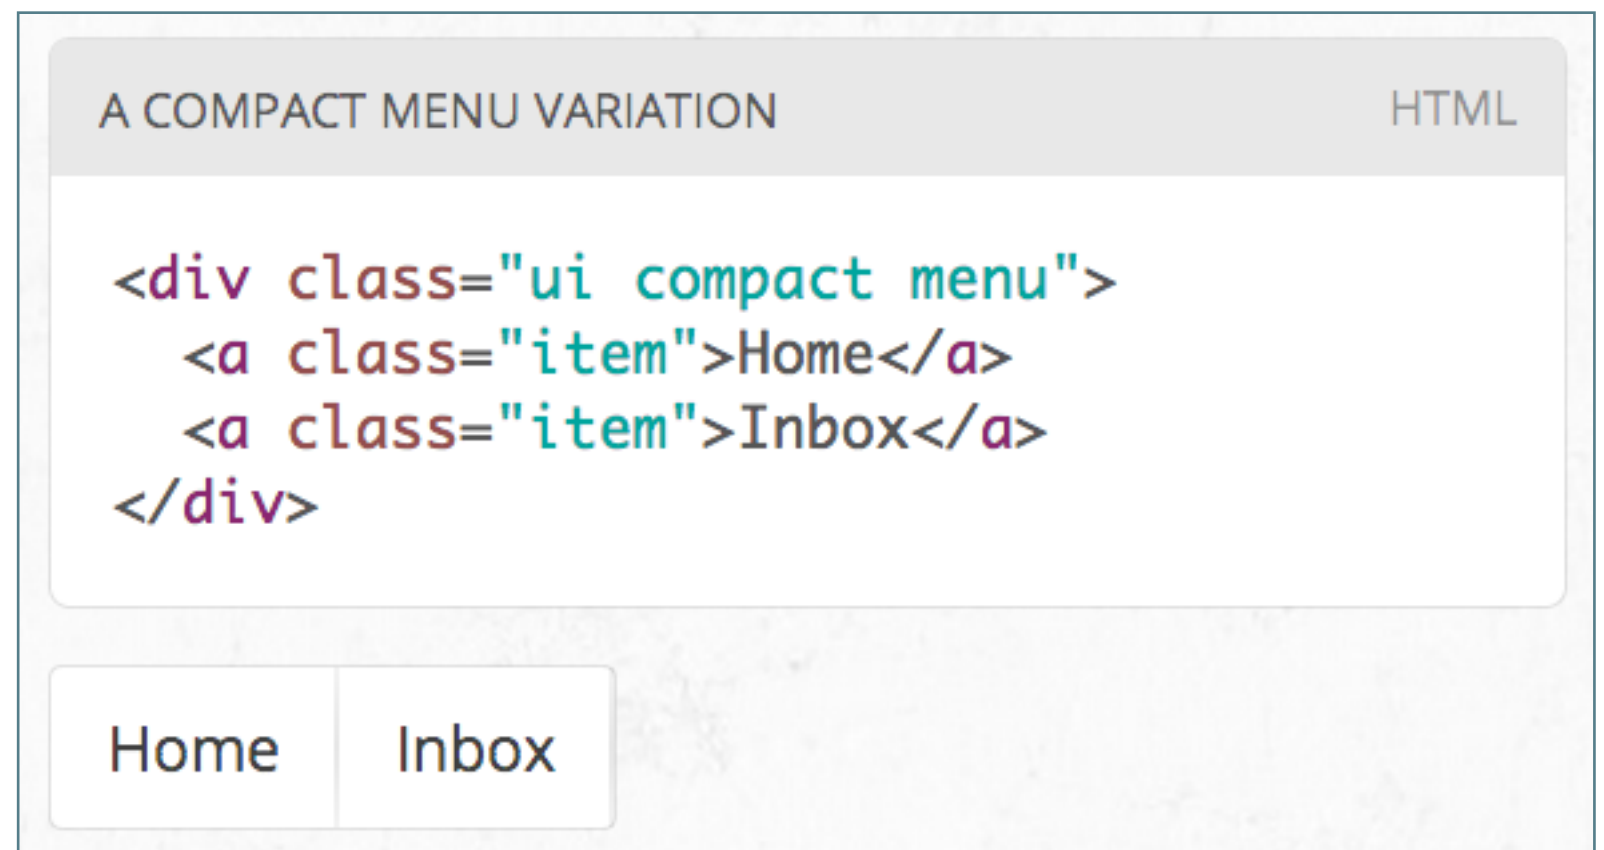 A COMPACT MENU VARIATION HTML
<div class="ui compact menu">
  <a class="item">Home</a>
  <a class="item">Inbox</a>
</div>
Home Inbox